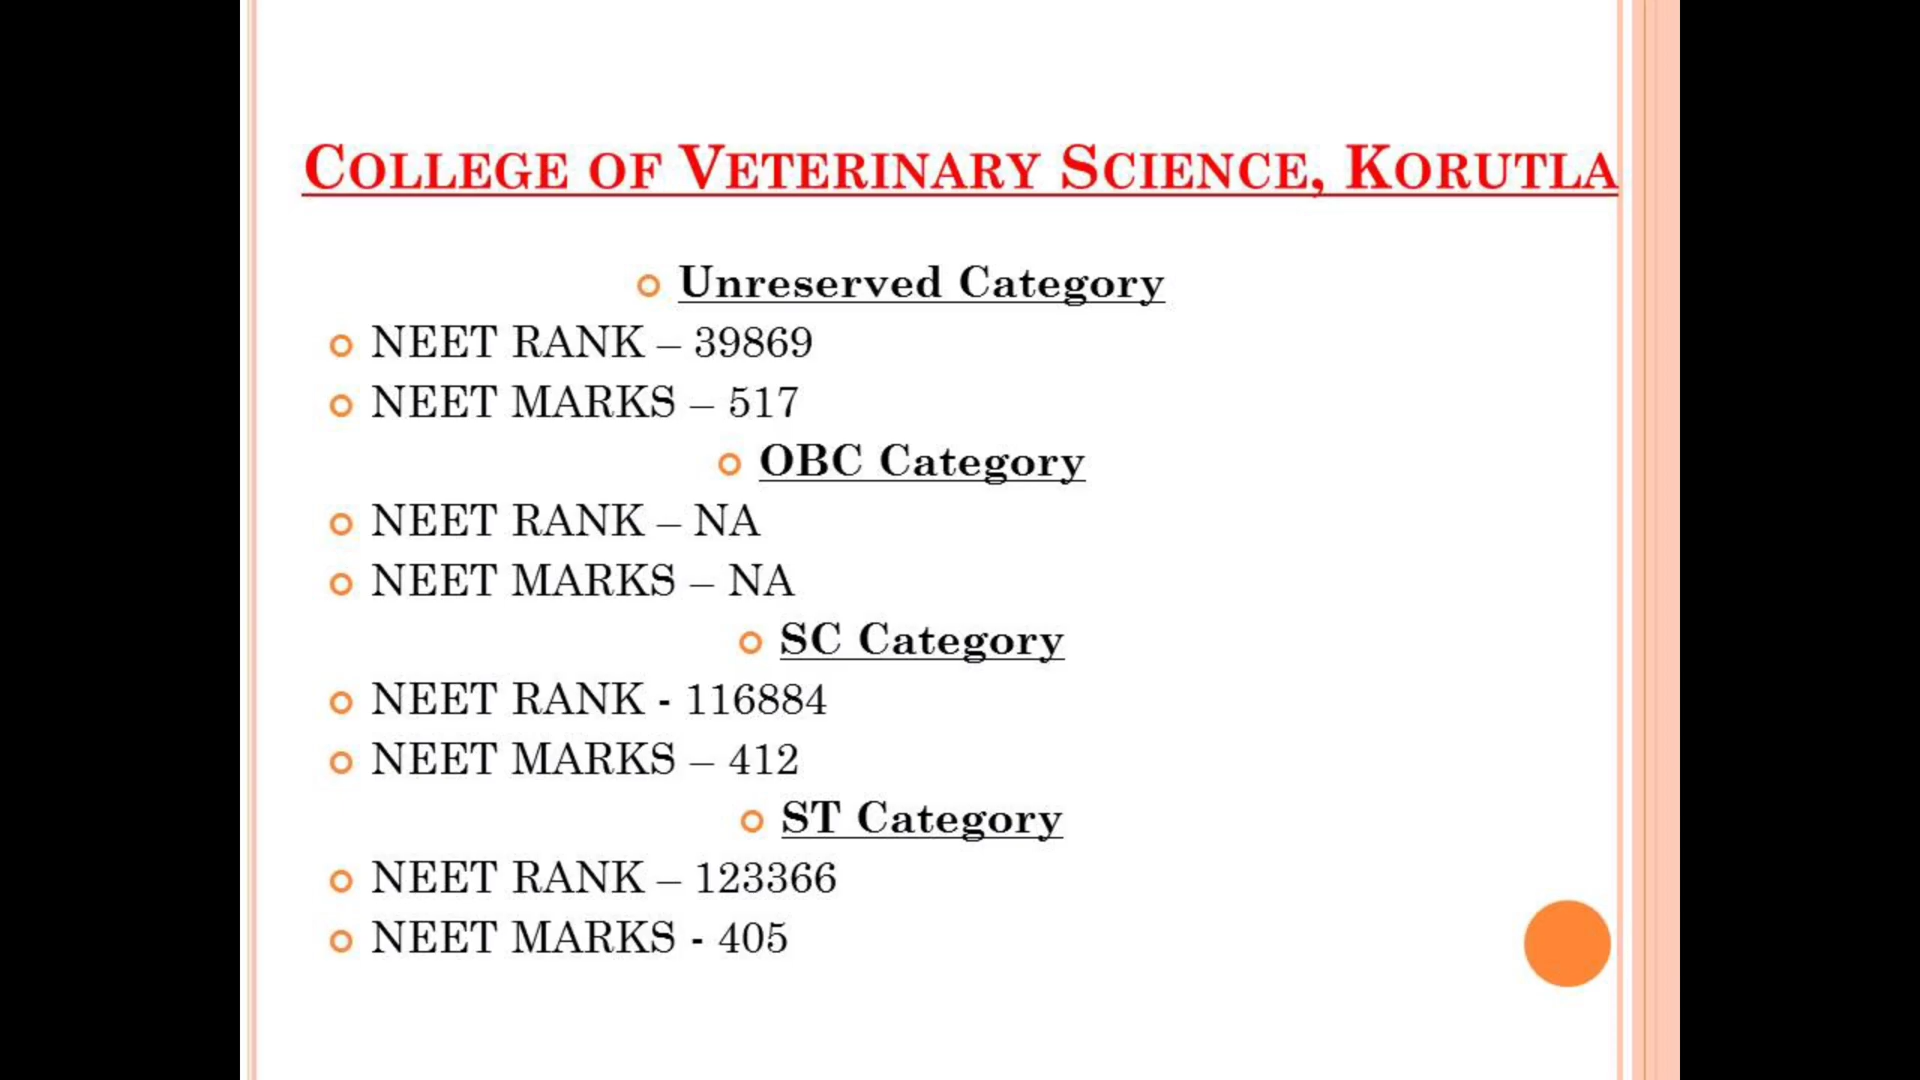 COLLEGE OF VETERINARY SCIENCE, KORUTLA
Unreserved Category
NEET RANK – 39869
NEET MARKS – 517
OBC Category
NEET RANK – NA
NEET MARKS – NA
SC Category
NEET RANK - 116884
NEET MARKS – 412
ST Category
NEET RANK – 123366
NEET MARKS - 405